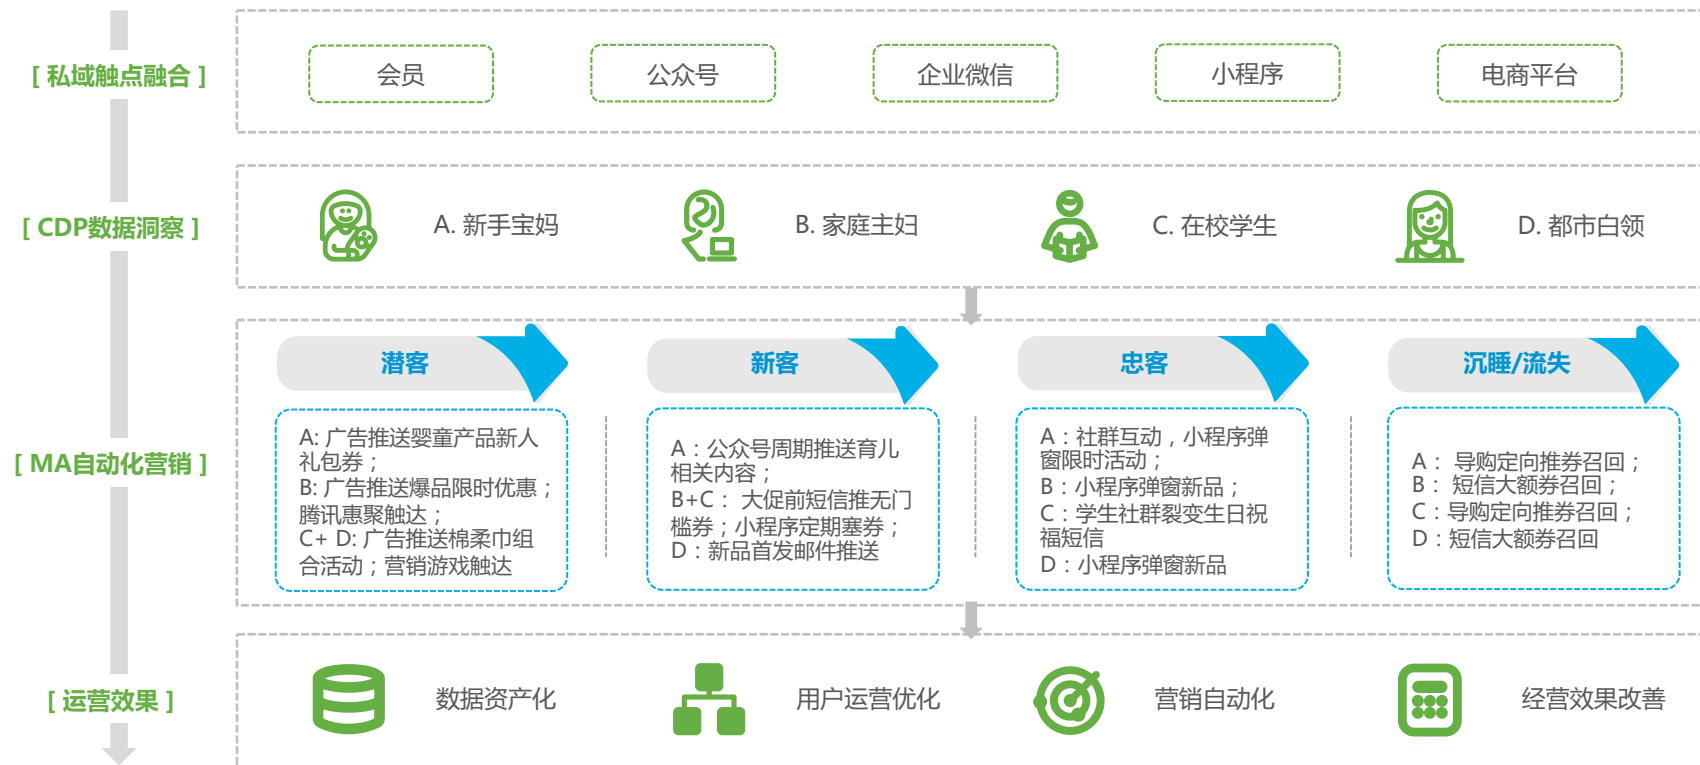 [ 私域触点融合 ]
会员
公众号
企业微信
小程序
电商平台
[ CDP数据洞察 ]
A. 新手宝妈
B. 家庭主妇
C. 在校学生
D. 都市白领
[ MA自动化营销 ]
潜客
A: 广告推送婴童产品新人
礼包券；
B: 广告推送爆品限时优惠；
腾讯惠聚触达；
C+ D: 广告推送棉柔巾组
合活动；营销游戏触达
新客
A：公众号周期推送育儿
相关内容；
B+C： 大促前短信推无门
槛券；小程序定期塞券；
D：新品首发邮件推送
忠客
A：社群互动，小程序弹
窗限时活动；
B：小程序弹窗新品；
C：学生社群裂变生日祝
福短信
D：小程序弹窗新品
沉睡/流失
A： 导购定向推券召回；
B： 短信大额券召回；
C：导购定向推券召回；
D：短信大额券召回
[ 运营效果 ]
数据资产化
用户运营优化
营销自动化
经营效果改善